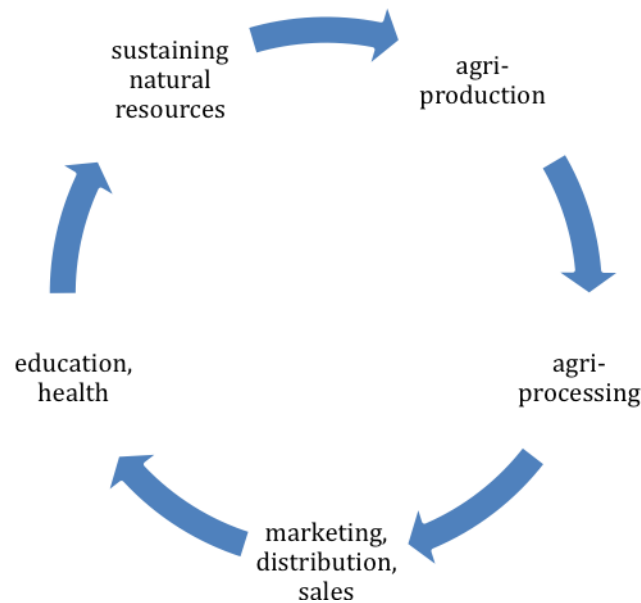 sustaining
natural
resources
agri-
production
agri-
processing
marketing,
distribution,
sales
education,
health